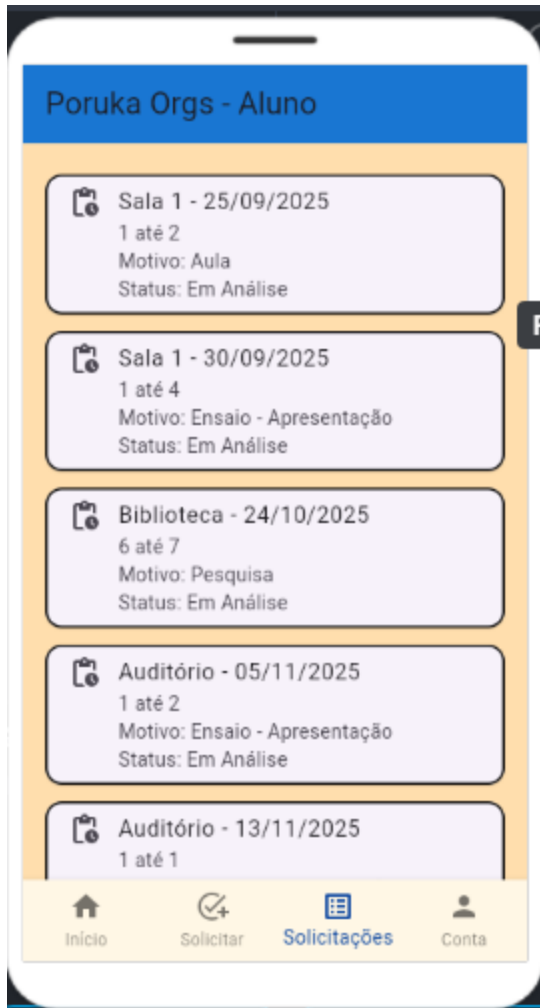 Poruka Orgs - Aluno
Sala 1 - 25/09/2025
1 até 2
Motivo: Aula
Status: Em Análise
Sala 1 - 30/09/2025
1 até 4
Motivo: Ensaio - Apresentação
Status: Em Análise
Biblioteca - 24/10/2025
6 até 7
Motivo: Pesquisa
Status: Em Análise
Auditório - 05/11/2025
1 até 2
Motivo: Ensaio - Apresentação
Status: Em Análise
Auditório - 13/11/2025
1 até 1
Início Solicitar Solicitações Conta